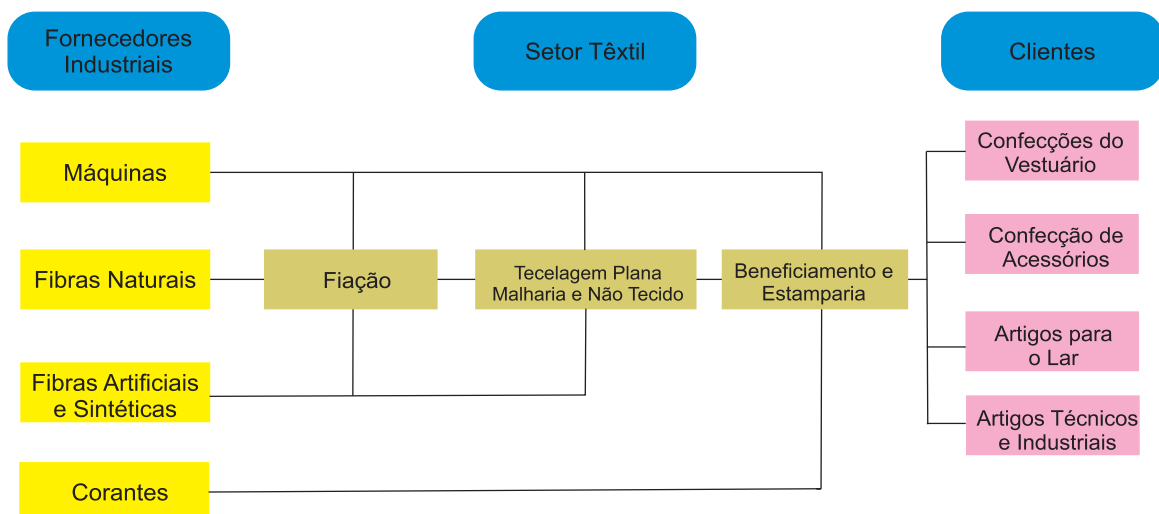 Fornecedores
Industriais
Setor Têxtil
Clientes
Máquinas
Fibras Naturais
Fibras Artificiais
e Sintéticas
Corantes
Fiação
Tecelagem Plana
Malharia e Não Tecido
Beneficiamento e
Estamparia
Confecções do
Vestuário
Confecção de
Acessórios
Artigos para
o Lar
Artigos Técnicos
e Industriais